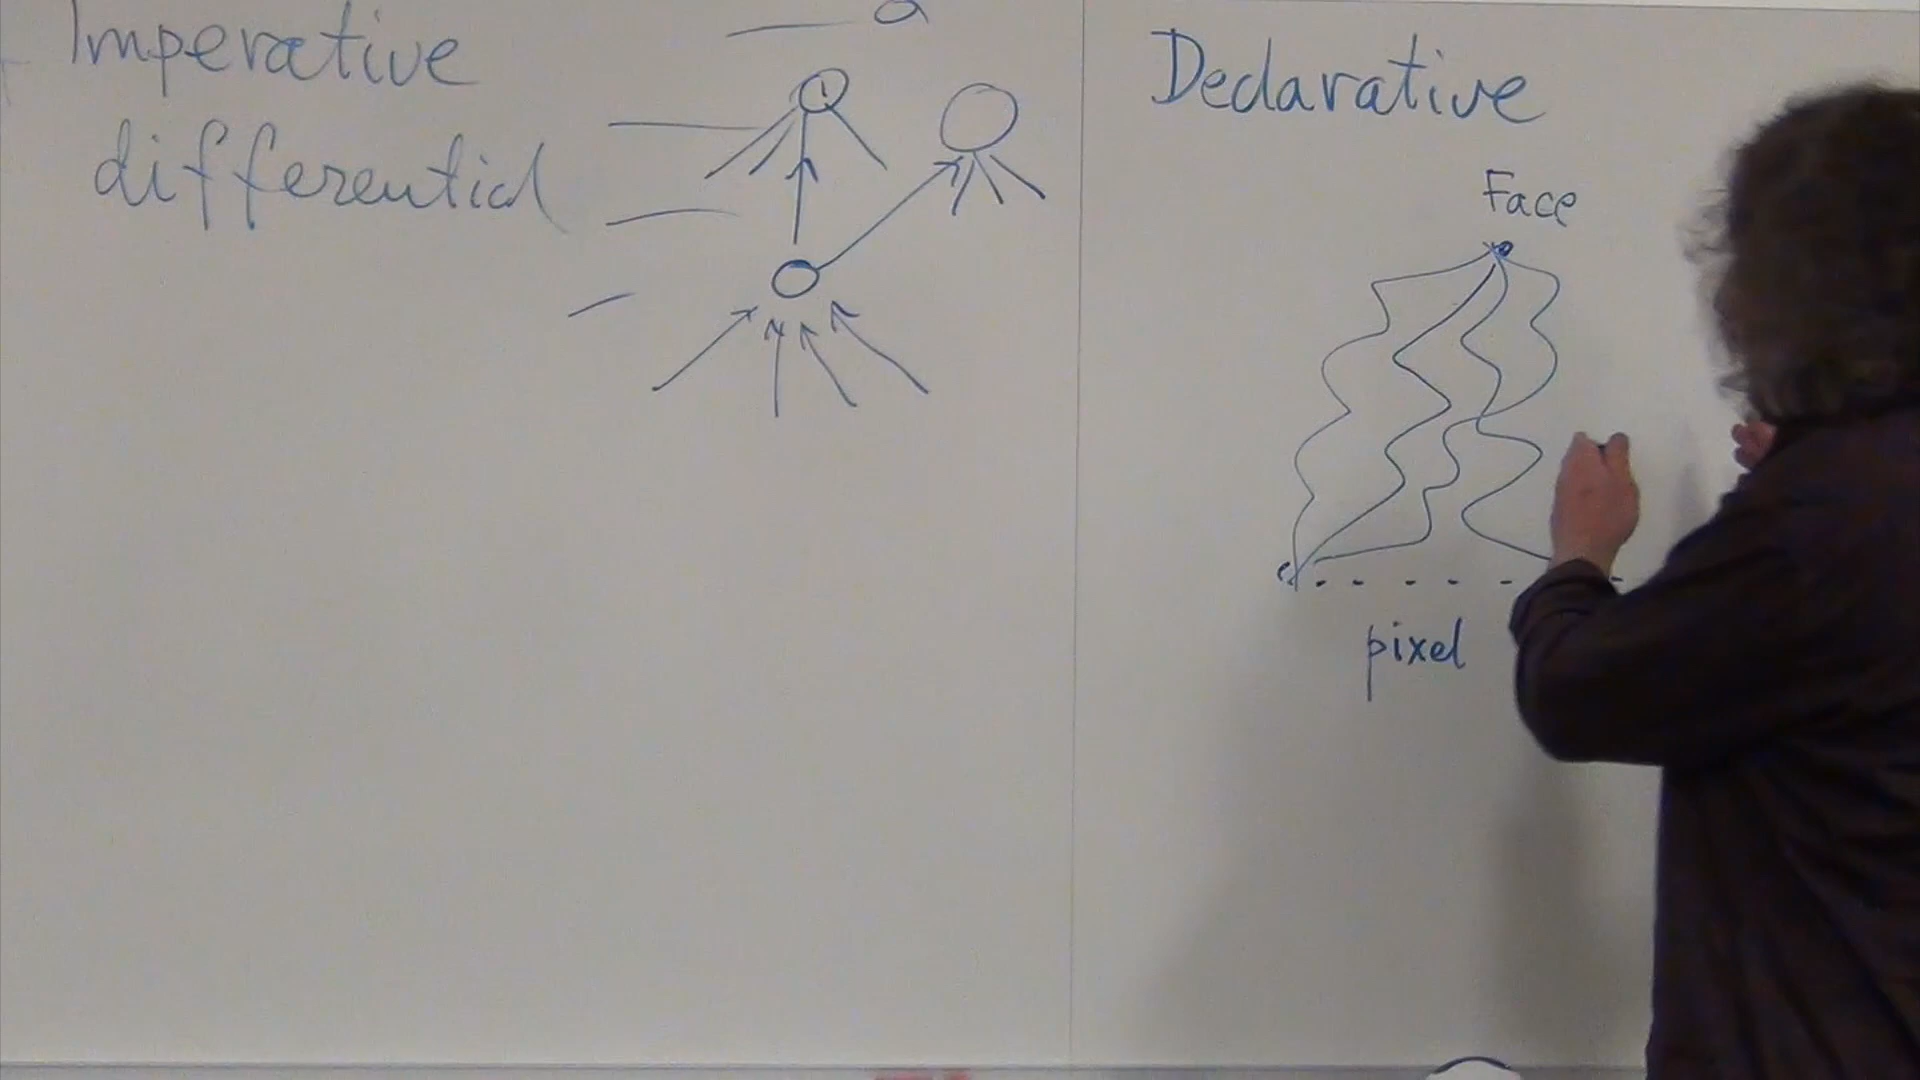 Imperative
differential
Declarative
Face
pixel